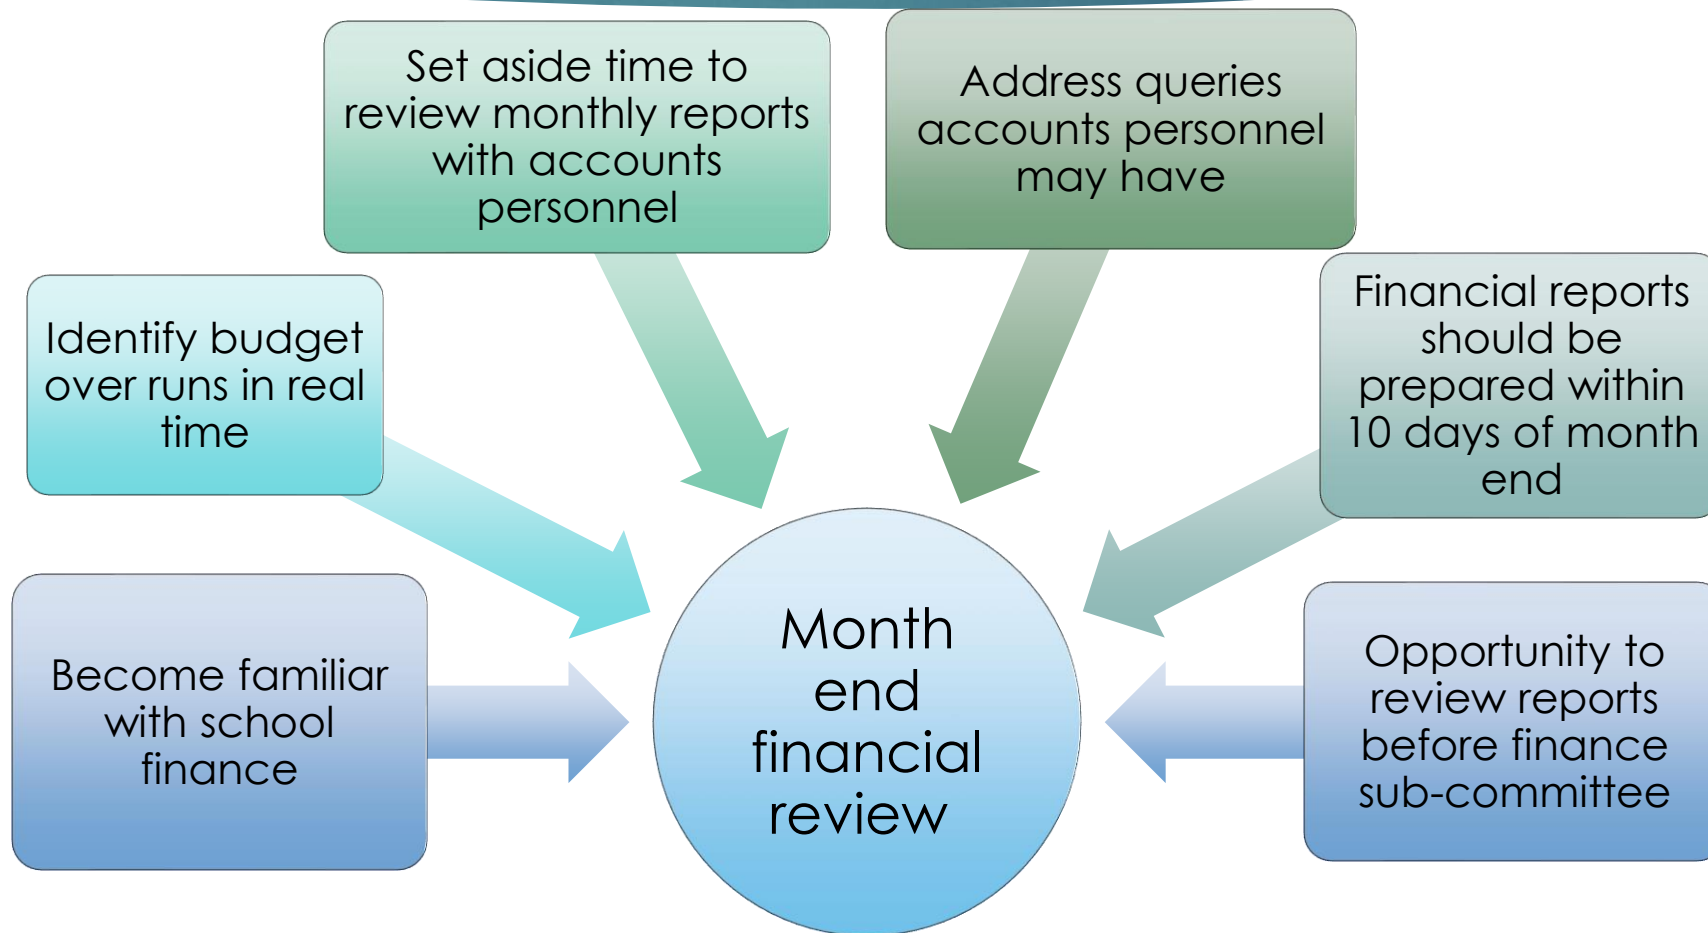 Set aside time to
review monthly reports
with accounts
personnel
Address queries
accounts personnel
may have
Identify budget
over runs in real
time
Financial reports
should be
prepared within
10 days of month
end
Become familiar
with school
finance
Month
end
financial
review
Opportunity to
review reports
before finance
sub-committee